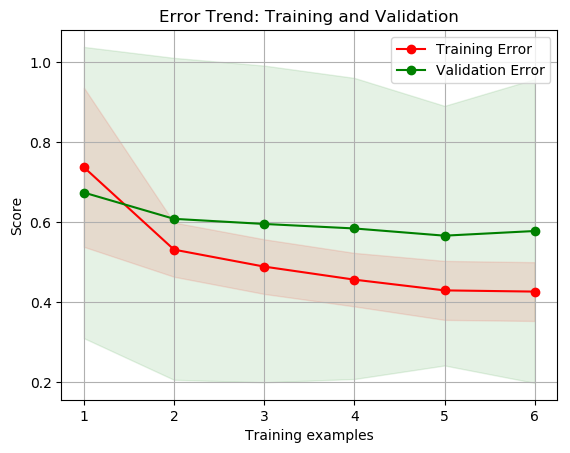 Error Trend: Training and Validation
Training Error
Validation Error
1.0
0.8
0.6
0.4
0.2
Score
1 2 3 4 5 6
Training examples